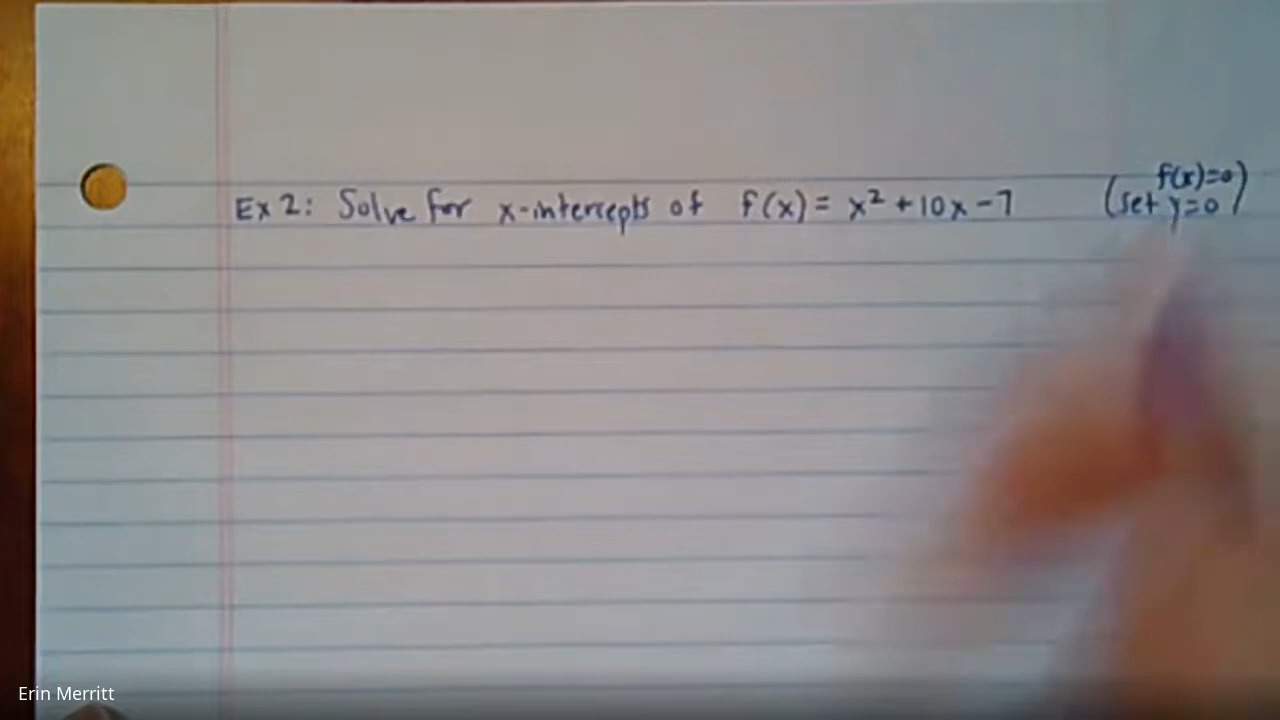 f(x)=0
Ex 2: Solve for x-intercepts of f(x) = x² + 10x - 7 (set y=0)
Erin Merritt